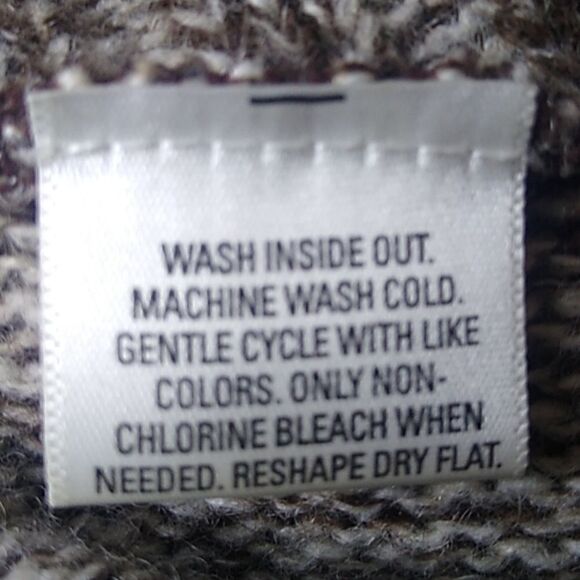 WASH INSIDE OUT.
MACHINE WASH COLD.
GENTLE CYCLE WITH LIKE
COLORS. ONLY NON-
CHLORINE BLEACH WHEN
NEEDED. RESHAPE DRY FLAT.